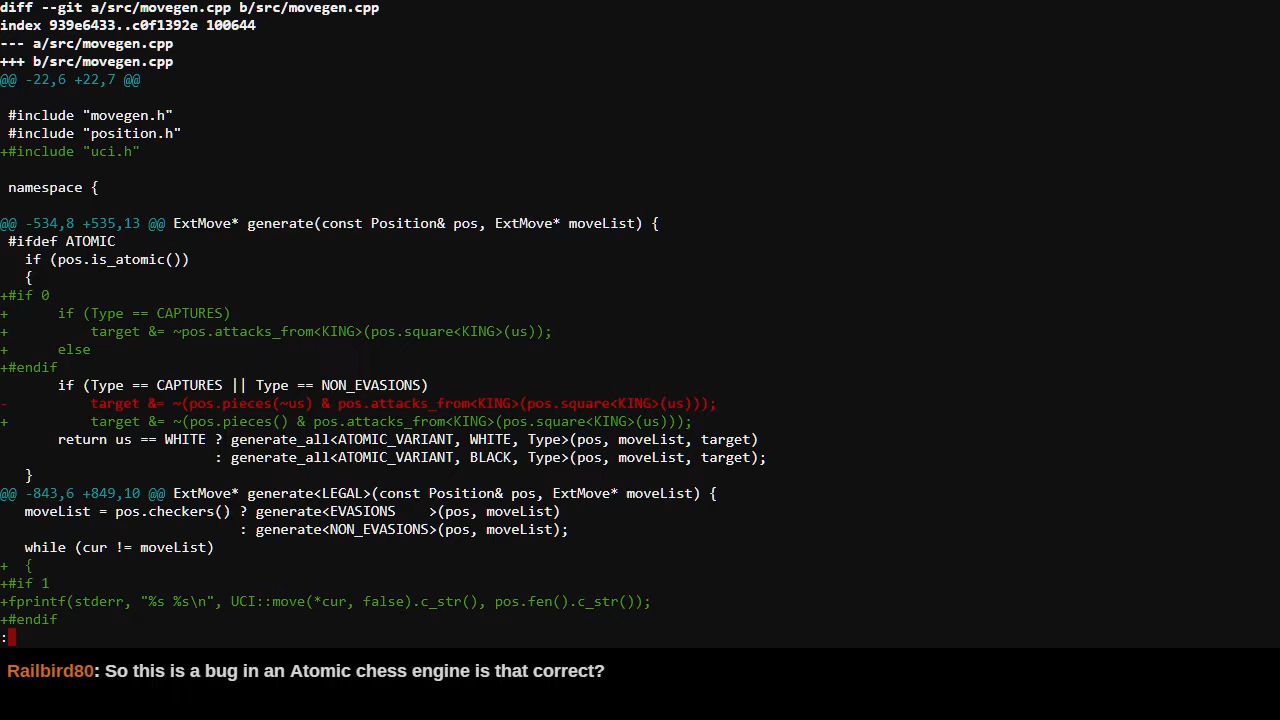 diff --git a/src/movegen.cpp b/src/movegen.cpp
index 939e6433..c0f1392e 100644
--- a/src/movegen.cpp
+++ b/src/movegen.cpp
@@ -22,6 +22,7 @@

 #include "movegen.h"
 #include "position.h"
+#include "uci.h"

 namespace {

@@ -534,8 +535,13 @@ ExtMove* generate(const Position& pos, ExtMove* moveList) {
 #ifdef ATOMIC
   if (pos.is_atomic())
   {
+#if 0
+      if (Type == CAPTURES)
+          target &= ~pos.attacks_from<KING>(pos.square<KING>(us));
+      else
+#endif
       if (Type == CAPTURES || Type == NON_EVASIONS)
-          target &= ~(pos.pieces(~us) & pos.attacks_from<KING>(pos.square<KING>(us)));
+          target &= ~(pos.pieces() & pos.attacks_from<KING>(pos.square<KING>(us)));
       return us == WHITE ? generate_all<ATOMIC_VARIANT, WHITE, Type>(pos, moveList, target)
                          : generate_all<ATOMIC_VARIANT, BLACK, Type>(pos, moveList, target);
   }
@@ -843,6 +849,10 @@ ExtMove* generate<LEGAL>(const Position& pos, ExtMove* moveList) {
   moveList = pos.checkers() ? generate<EVASIONS    >(pos, moveList)
                             : generate<NON_EVASIONS>(pos, moveList);
   while (cur != moveList)
+  {
+#if 1
+fprintf(stderr, "%s %s\n", UCI::move(*cur, false).c_str(), pos.fen().c_str());
+#endif
:
Railbird80: So this is a bug in an Atomic chess engine is that correct?